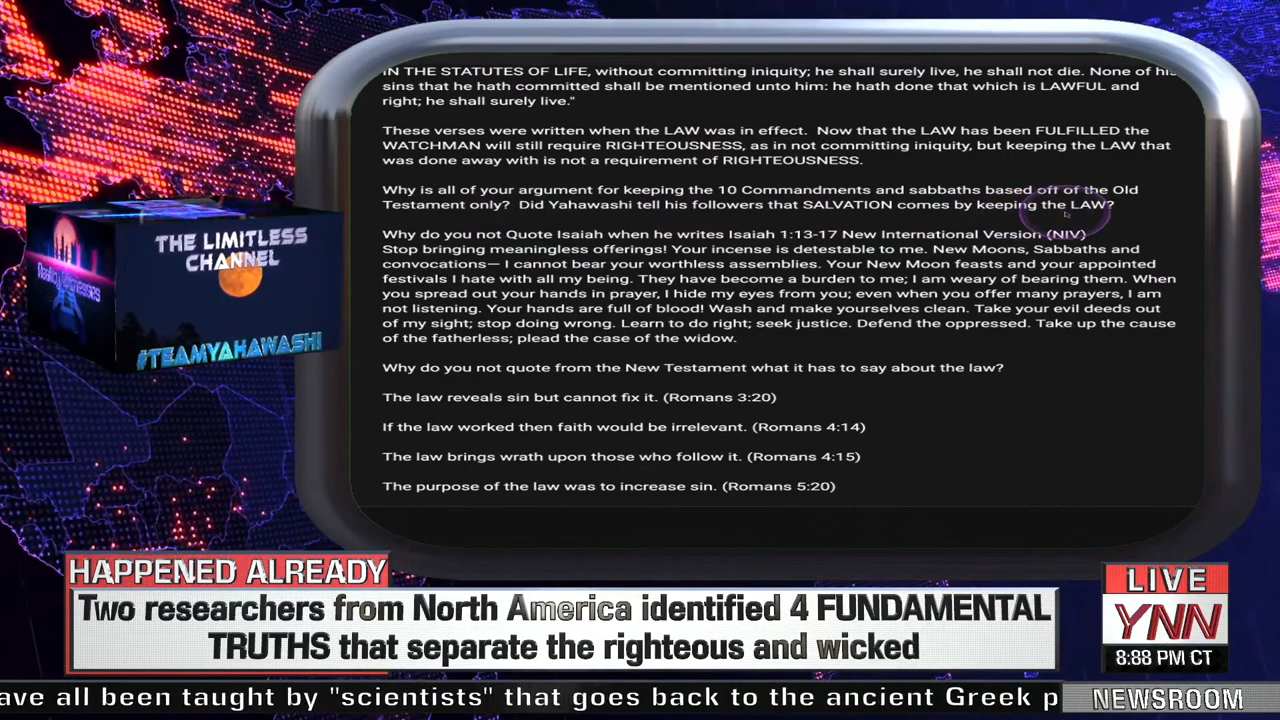 IN THE STATUTES OF LIFE, without committing iniquity; he shall surely live, he shall not die. None of his
sins that he hath committed shall be mentioned unto him: he hath done that which is LAWFUL and
right; he shall surely live."
These verses were written when the LAW was in effect. Now that the LAW has been FULFILLED the
WATCHMAN will still require RIGHTEOUSNESS, as in not committing iniquity, but keeping the LAW that
was done away with is not a requirement of RIGHTEOUSNESS.
Why is all of your argument for keeping the 10 Commandments and sabbaths based off of the Old
Testament only? Did Yahawashi tell his followers that SALVATION comes by keeping the LAW?
Why do you not Quote Isaiah when he writes Isaiah 1:13-17 New International Version (NIV)
Stop bringing meaningless offerings! Your incense is detestable to me. New Moons, Sabbaths and
convocations— I cannot bear your worthless assemblies. Your New Moon feasts and your appointed
festivals I hate with all my being. They have become a burden to me; I am weary of bearing them. When
you spread out your hands in prayer, I hide my eyes from you; even when you offer many prayers, I am
not listening. Your hands are full of blood! Wash and make yourselves clean. Take your evil deeds out
of my sight; stop doing wrong. Learn to do right; seek justice. Defend the oppressed. Take up the cause
of the fatherless; plead the case of the widow.
Why do you not quote from the New Testament what it has to say about the law?
The law reveals sin but cannot fix it. (Romans 3:20)
If the law worked then faith would be irrelevant. (Romans 4:14)
The law brings wrath upon those who follow it. (Romans 4:15)
The purpose of the law was to increase sin. (Romans 5:20)
THE LIMITLESS
CHANNEL
#TEAMYAHAWASHI
HAPPENED ALREADY
Two researchers from North America identified 4 FUNDAMENTAL
TRUTHS that separate the righteous and wicked
LIVE
YNN
8:88 PM CT
ave all been taught by "scientists" that goes back to the ancient Greek p
NEWSROOM